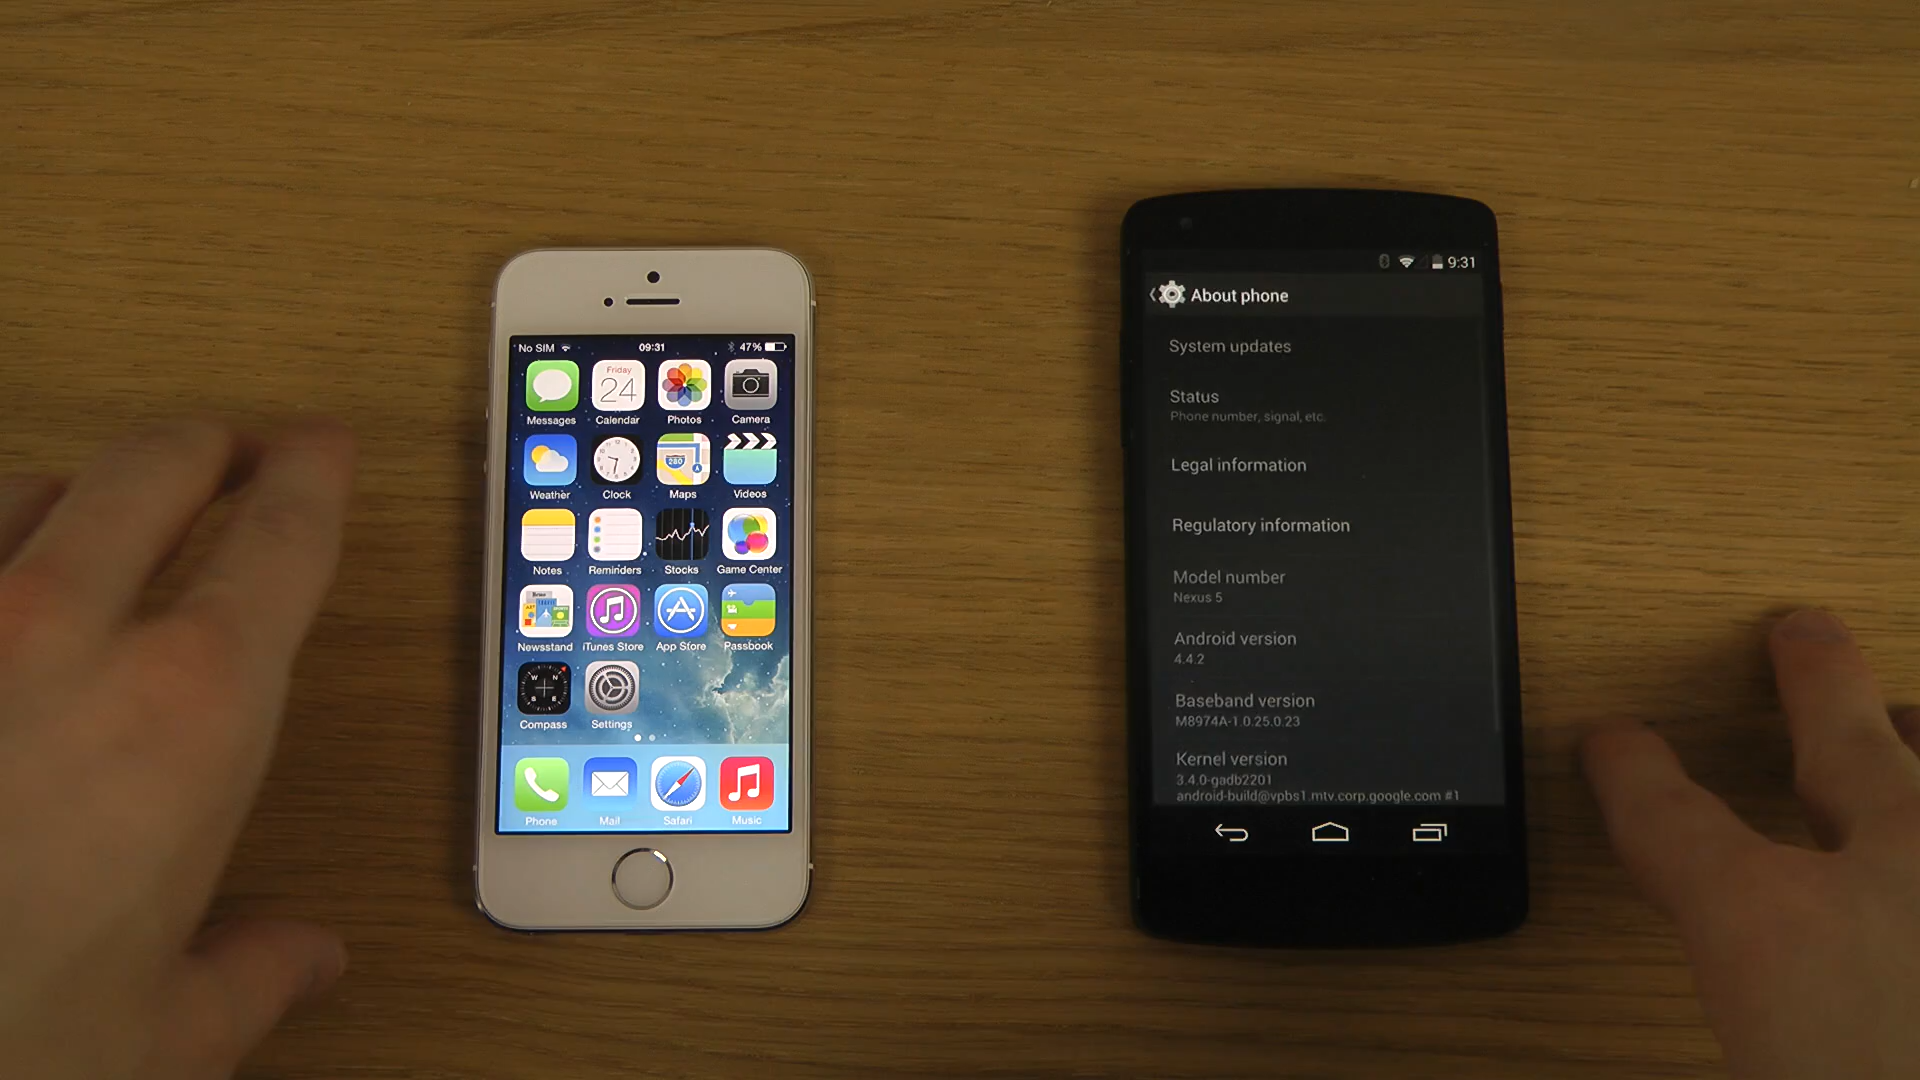 No SIM 09:31 47%
Messages Calendar Photos Camera
Friday
24
Weather Clock Maps Videos
280
Notes Reminders Stocks Game Center
Newsstand iTunes Store App Store Passbook
Compass Settings
Phone Mail Safari Music
9:31
About phone
System updates
Status
Phone number, signal, etc.
Legal information
Regulatory information
Model number
Nexus 5
Android version
4.4.2
Baseband version
M8974A-1.0.25.0.23
Kernel version
3.4.0-gadb2201
android-build@vpbs1.mtv.corp.google.com #1